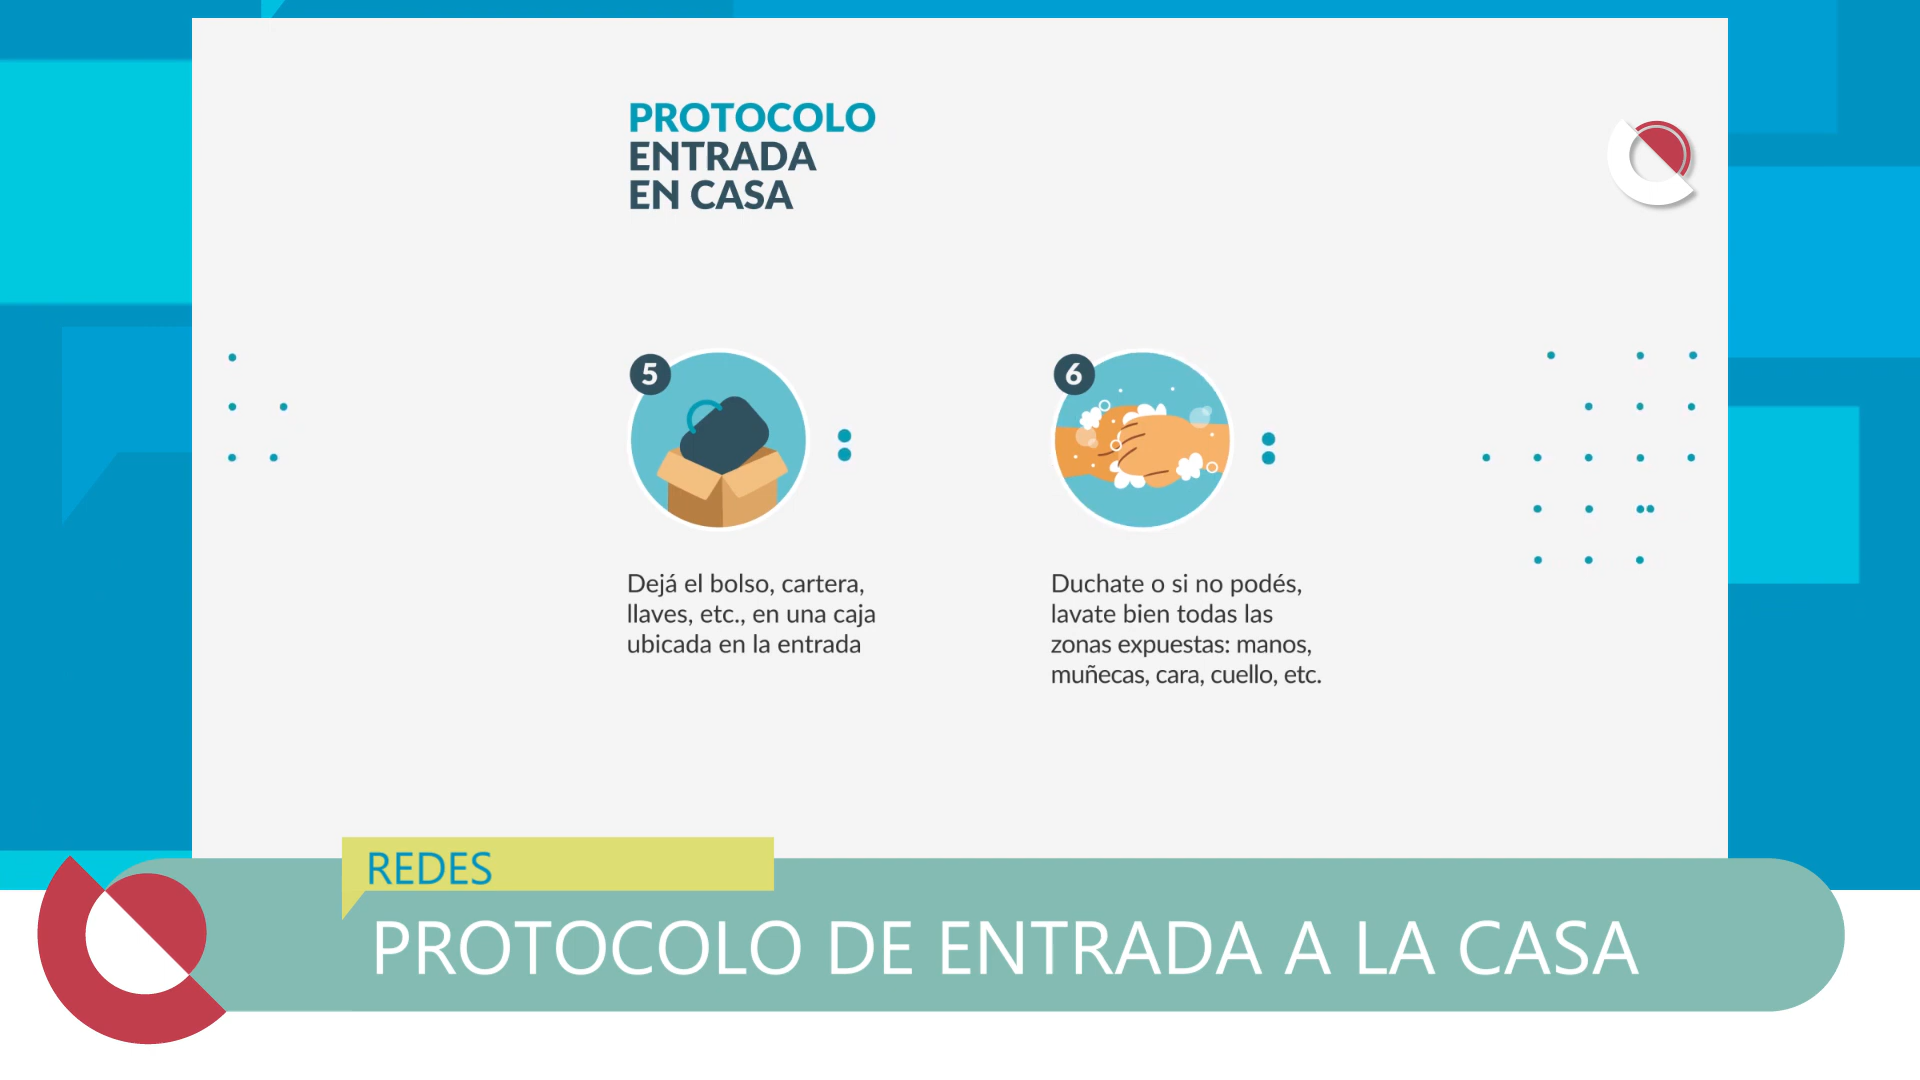 PROTOCOLO
ENTRADA
EN CASA
5
Dejá el bolso, cartera,
llaves, etc., en una caja
ubicada en la entrada
6
Duchate o si no podés,
lavate bien todas las
zonas expuestas: manos,
muñecas, cara, cuello, etc.
REDES
PROTOCOLO DE ENTRADA A LA CASA